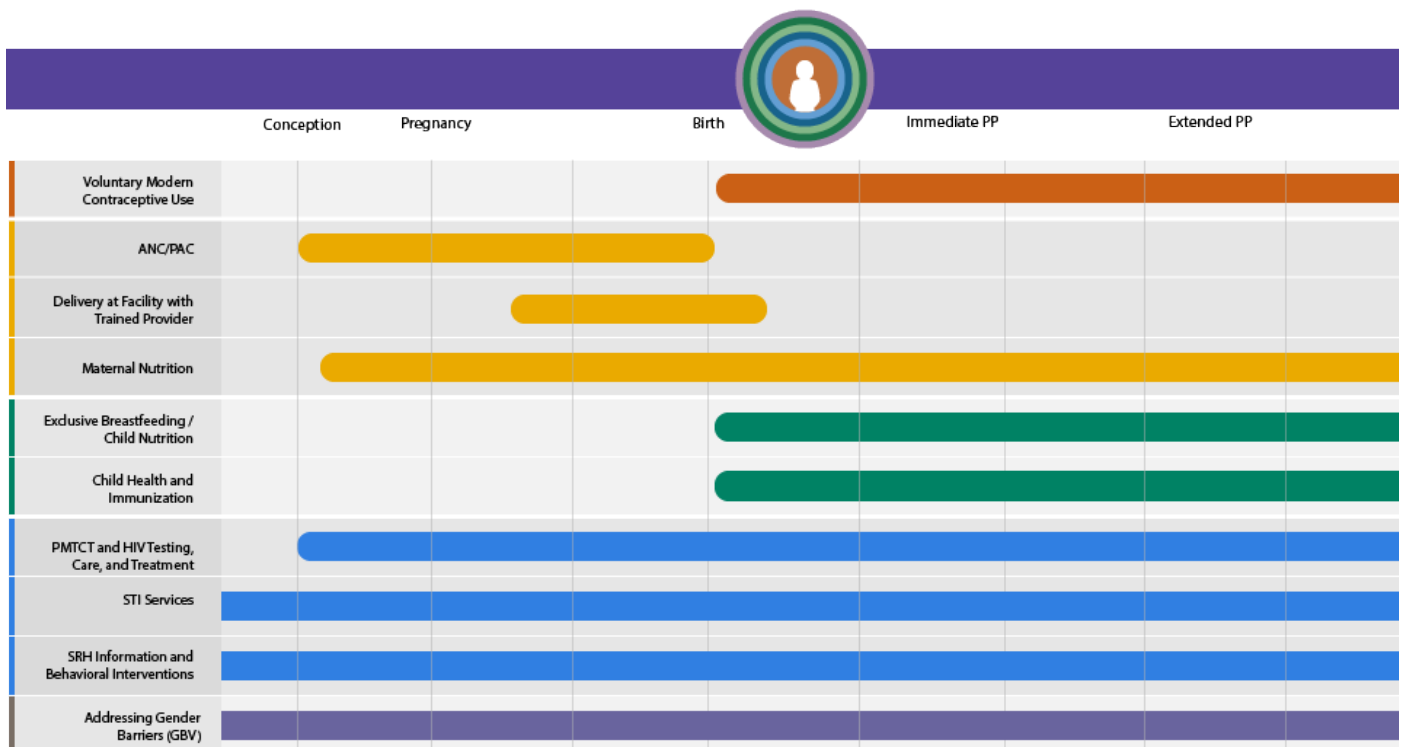 Conception
Pregnancy
Birth
Immediate PP
Extended PP
Voluntary Modern
Contraceptive Use
ANC/PAC
Delivery at Facility with
Trained Provider
Maternal Nutrition
Exclusive Breastfeeding /
Child Nutrition
Child Health and
Immunization
PMTCT and HIV Testing,
Care, and Treatment
STI Services
SRH Information and
Behavioral Interventions
Addressing Gender
Barriers (GBV)